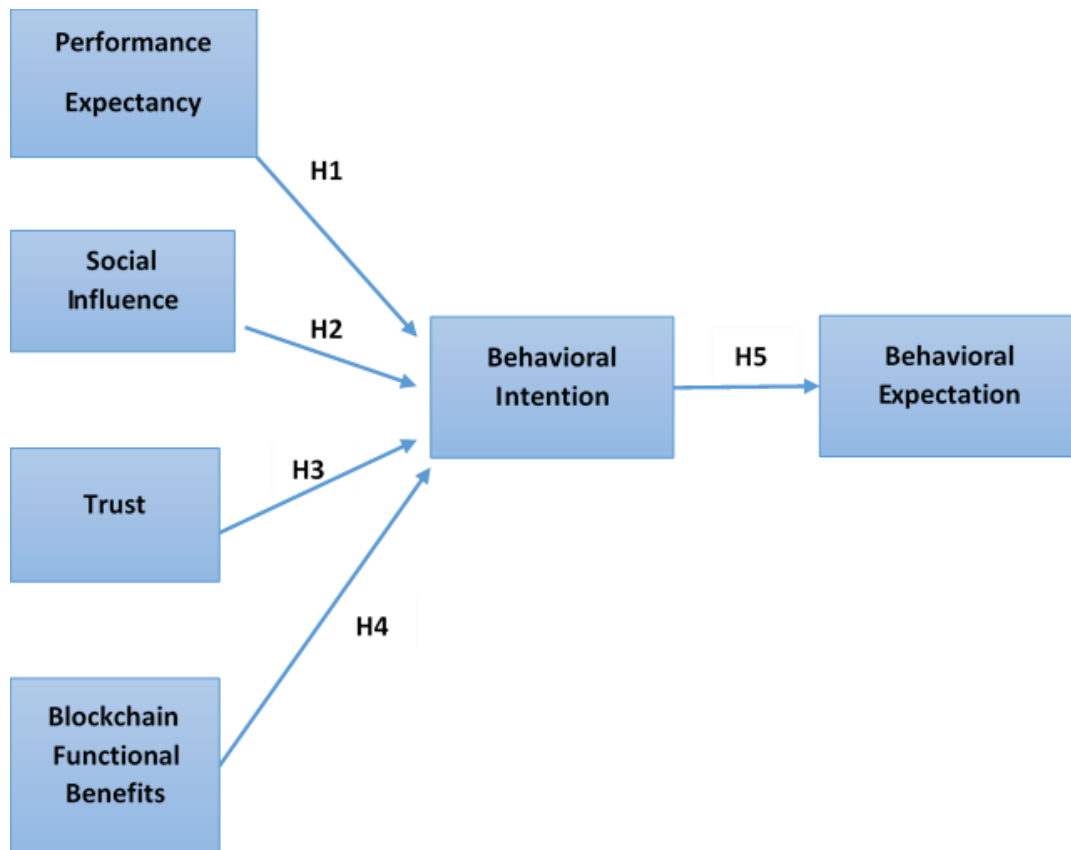 Performance
Expectancy
H1
Social
Influence
H2
Behavioral
Intention
H5
Behavioral
Expectation
Trust
H3
H4
Blockchain
Functional
Benefits